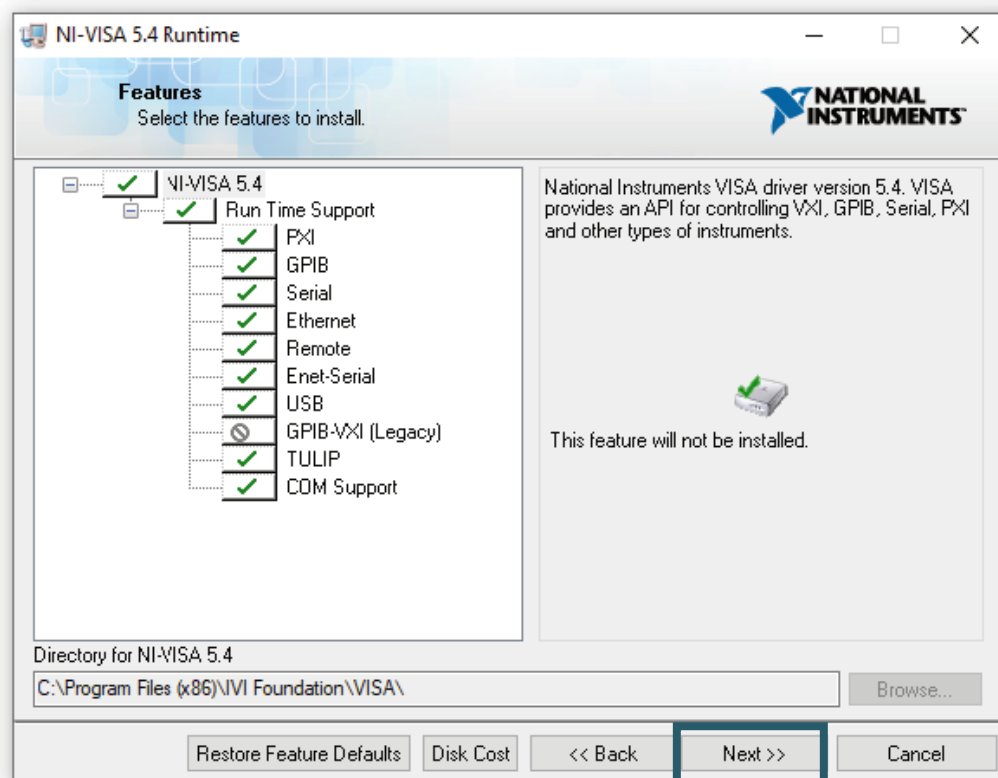 NI-VISA 5.4 Runtime
Features
Select the features to install.
NATIONAL
INSTRUMENTS™
NI-VISA 5.4
Run Time Support
PXI
GPIB
Serial
Ethernet
Remote
Enet-Serial
USB
GPIB-VXI (Legacy)
TULIP
COM Support
National Instruments VISA driver version 5.4. VISA
provides an API for controlling VXI, GPIB, Serial, PXI
and other types of instruments.
This feature will not be installed.
Directory for NI-VISA 5.4
C:\Program Files (x86)\IVI Foundation\VISA\
Browse...
Restore Feature Defaults
Disk Cost
<< Back
Next >>
Cancel